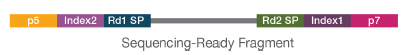 p5 Index2 Rd1 SP Rd2 SP Index1 p7
Sequencing-Ready Fragment